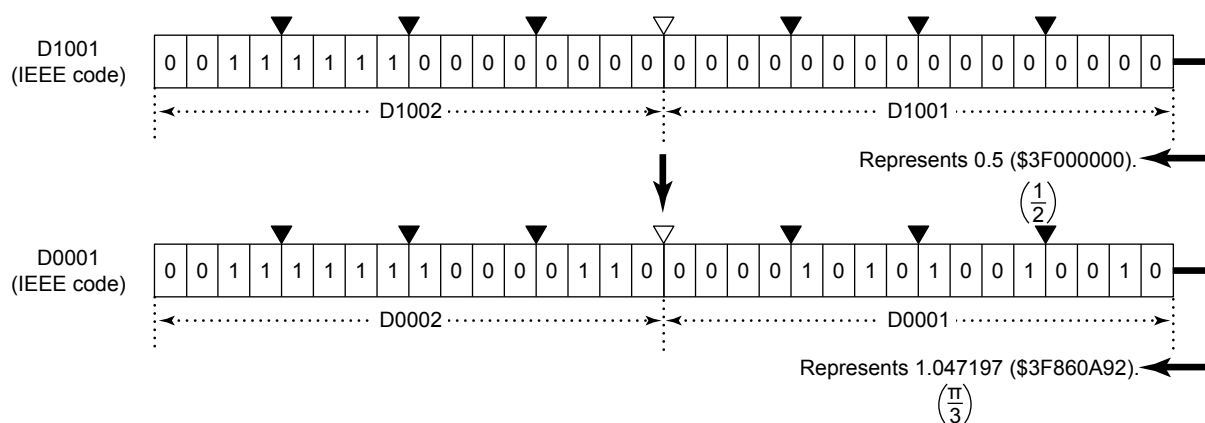 D1001
(IEEE code)
0 0 1 1 1 1 1 1 0 0 0 0 0 0 0 0 0 0 0 0 0 0 0 0 0 0 0 0 0 0 0 0
D1002 D1001
Represents 0.5 ($3F000000).
(1/2)
D0001
(IEEE code)
0 0 1 1 1 1 1 1 1 0 0 0 0 1 1 0 0 0 0 0 1 0 1 0 1 0 0 1 0 0 1 0
D0002 D0001
Represents 1.047197 ($3F860A92).
(π/3)